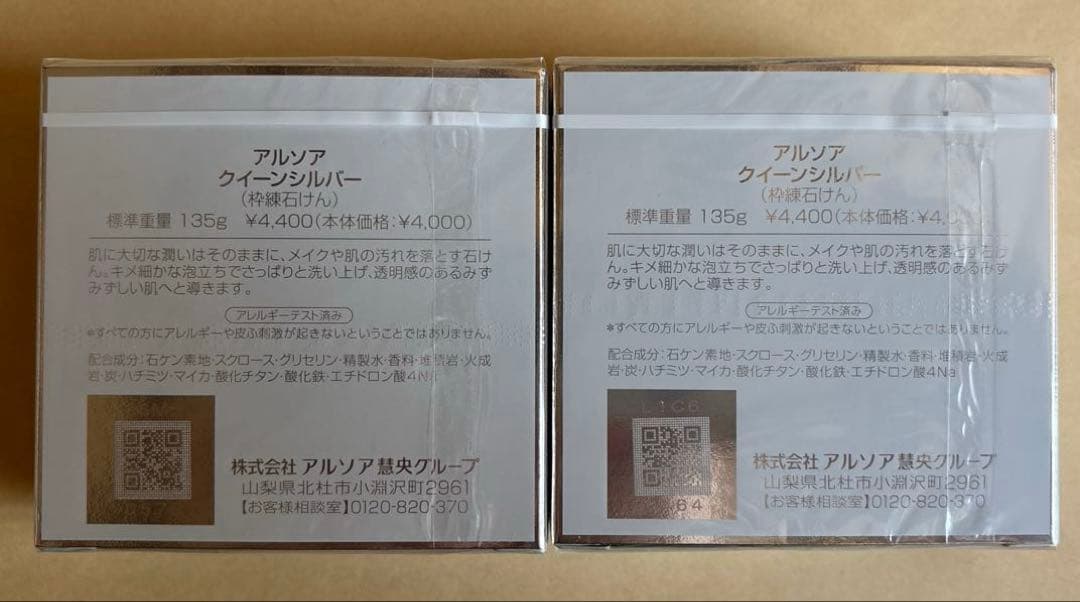 アルソア
クイーンシルバー
(枠練石けん)
標準重量 135g ¥4,400(本体価格:¥4,000)
肌に大切な潤いはそのままに、メイクや肌の汚れを落とす石け
ん。キメ細かな泡立ちでさっぱりと洗い上げ、透明感のあるみず
みずしい肌へと導きます。
アレルギーテスト済み
*すべての方にアレルギーや皮ふ刺激が起きないということではありません。
配合成分:石ケン素地・スクロース・グリセリン・精製水・香料・堆積岩・火成
岩・炭・ハチミツ・マイカ・酸化チタン・酸化鉄・エチドロン酸4Na
株式会社 アルソア慧央グループ
山梨県北杜市小淵沢町2961
【お客様相談室】0120-820-370
アルソア
クイーンシルバー
(枠練石けん)
標準重量 135g ¥4,400(本体価格:¥4,0
肌に大切な潤いはそのままに、メイクや肌の汚れを落とす石け
ん。キメ細かな泡立ちでさっぱりと洗い上げ、透明感のあるみず
みずしい肌へと導きます。
アレルギーテスト済み
*すべての方にアレルギーや皮ふ刺激が起きないということではありません。
配合成分:石ケン素地・スクロース・グリセリン・精製水・香料・堆積岩・火成
岩・炭・ハチミツ・マイカ・酸化チタン・酸化鉄・エチドロン酸4Na
64
株式会社 アルソア慧央グループ
山梨県北杜市小淵沢町2961
【お客様相談室】0120-820-370